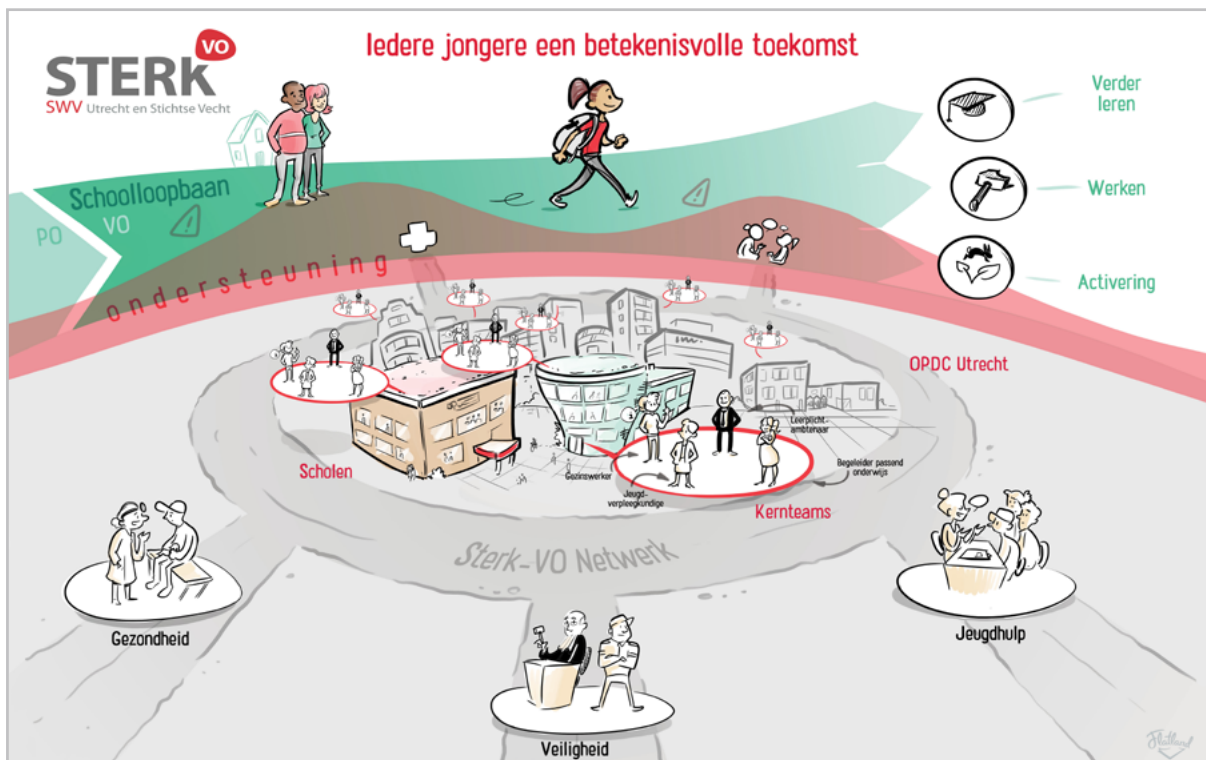 STERK VO
SWV Utrecht en Stichtse Vecht
Iedere jongere een betekenisvolle toekomst
Verder
leren
Werken
Activering
Schoolloopbaan
PO
VO
ondersteuning
OPDC Utrecht
Scholen
Leerplicht-
ambtenaar
Gezinswerker
Jeugd-
verpleegkundige
Begeleider passend
onderwijs
Kernteams
Sterk-VO Netwerk
Gezondheid
Jeugdhulp
Veiligheid
Flatland